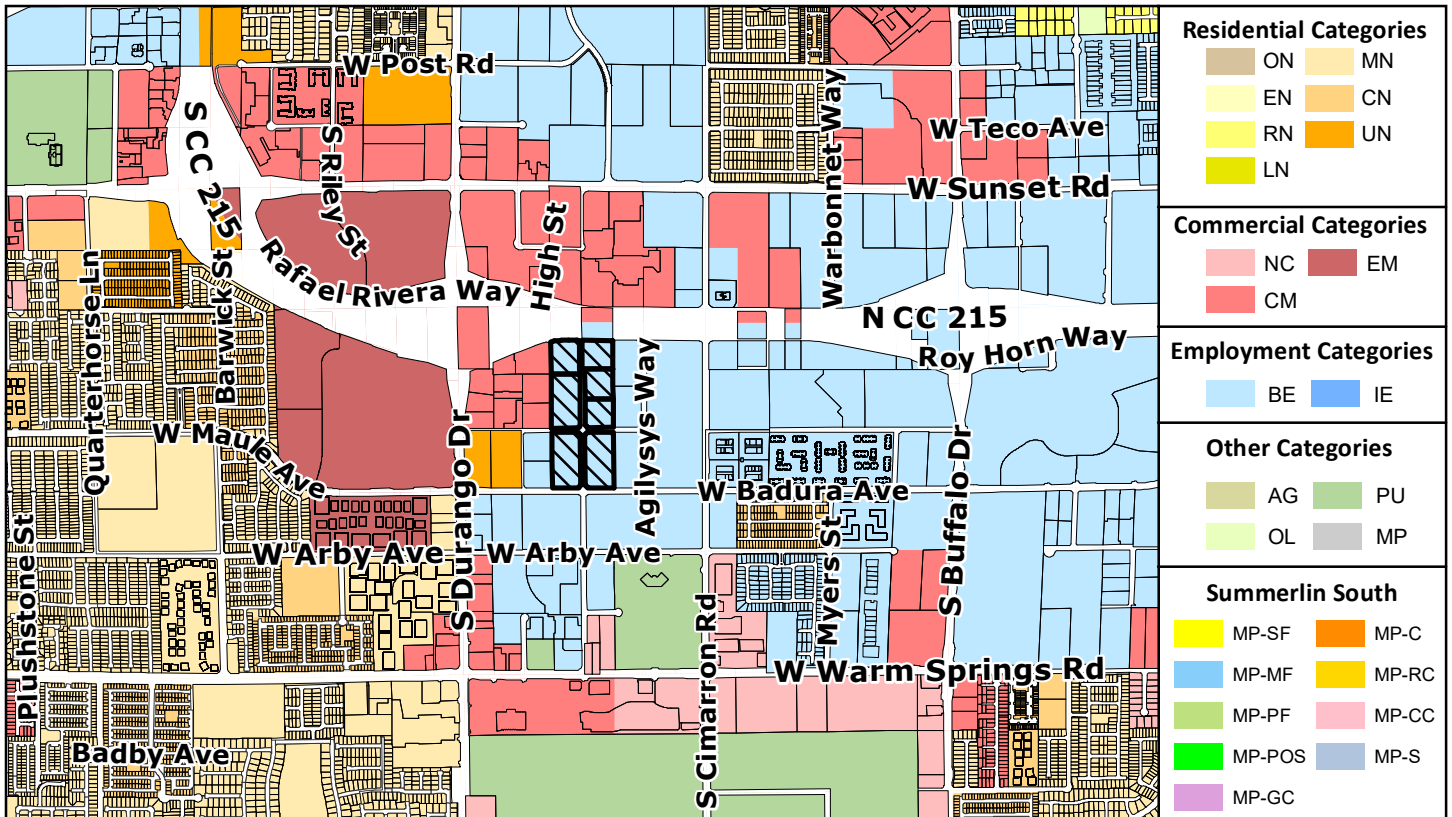 W Post Rd
S CC 215
S Riley St
Warbonnet Way
W Teco Ave
W Sunset Rd
Rafael Rivera Way
High St
Quarterhorse Ln
Barwick St
N CC 215
Roy Horn Way
W Maule Ave
S Durango Dr
Agilysys Way
W Badura Ave
S Buffalo Dr
Plushstone St
W Arby Ave
W Arby Ave
Myers St
S Cimarron Rd
W Warm Springs Rd
Badby Ave
Residential Categories
ON MN
EN CN
RN UN
LN
Commercial Categories
NC EM
CM
Employment Categories
BE IE
Other Categories
AG PU
OL MP
Summerlin South
MP-SF MP-C
MP-MF MP-RC
MP-PF MP-CC
MP-POS MP-S
MP-GC